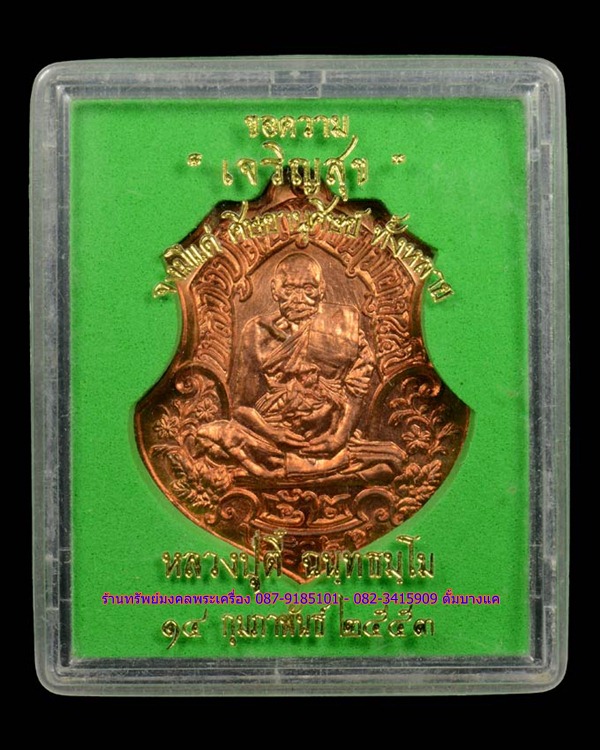 ขอความ
" เจริญสุข "
จงมีแด่ ศิษยานุศิษย์ ทั้งหลาย
หลวงปู่ตี๋ ฉนฺทธมฺโม
ร้านทรัพย์มงคลพระเครื่อง 087-9185101 - 082-3415909 ตั้มบางแค
๑๔ กุมภาพันธ์ ๒๕๕๓